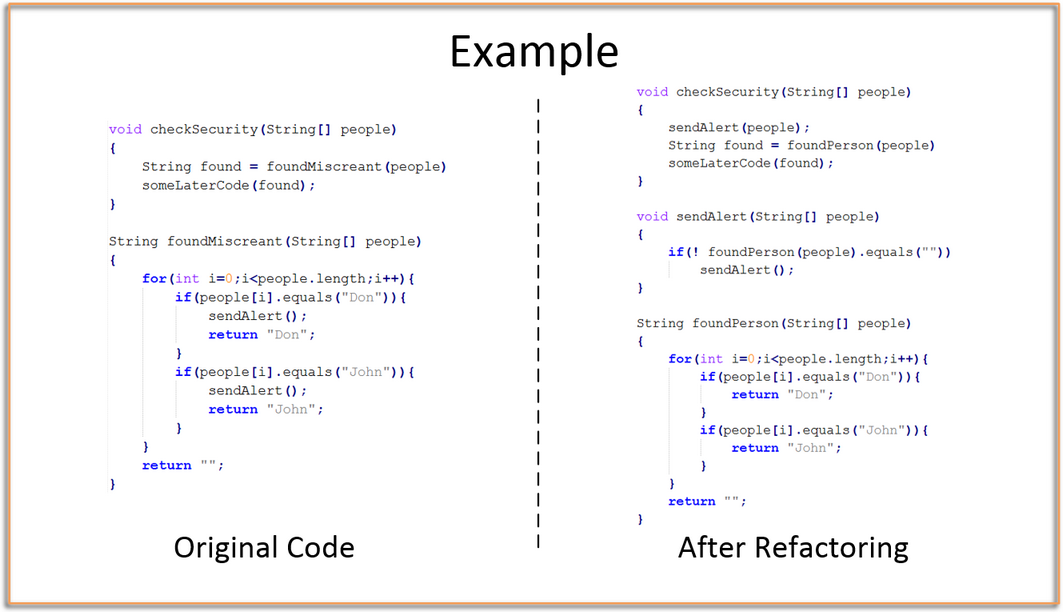 Example
void checkSecurity(String[] people)
{
String found = foundMiscreant(people)
someLaterCode(found);
}
String foundMiscreant(String[] people)
{
for(int i=0;i<people.length;i++){
if(people[i].equals("Don")){
sendAlert();
return "Don";
}
if(people[i].equals("John")){
sendAlert();
return "John";
}
}
return "";
}
Original Code
void checkSecurity(String[] people)
{
sendAlert(people);
String found = foundPerson(people)
someLaterCode(found);
}
void sendAlert(String[] people)
{
if(! foundPerson(people).equals(""))
sendAlert();
}
String foundPerson(String[] people)
{
for(int i=0;i<people.length;i++){
if(people[i].equals("Don")){
return "Don";
}
if(people[i].equals("John")){
return "John";
}
}
return "";
}
After Refactoring